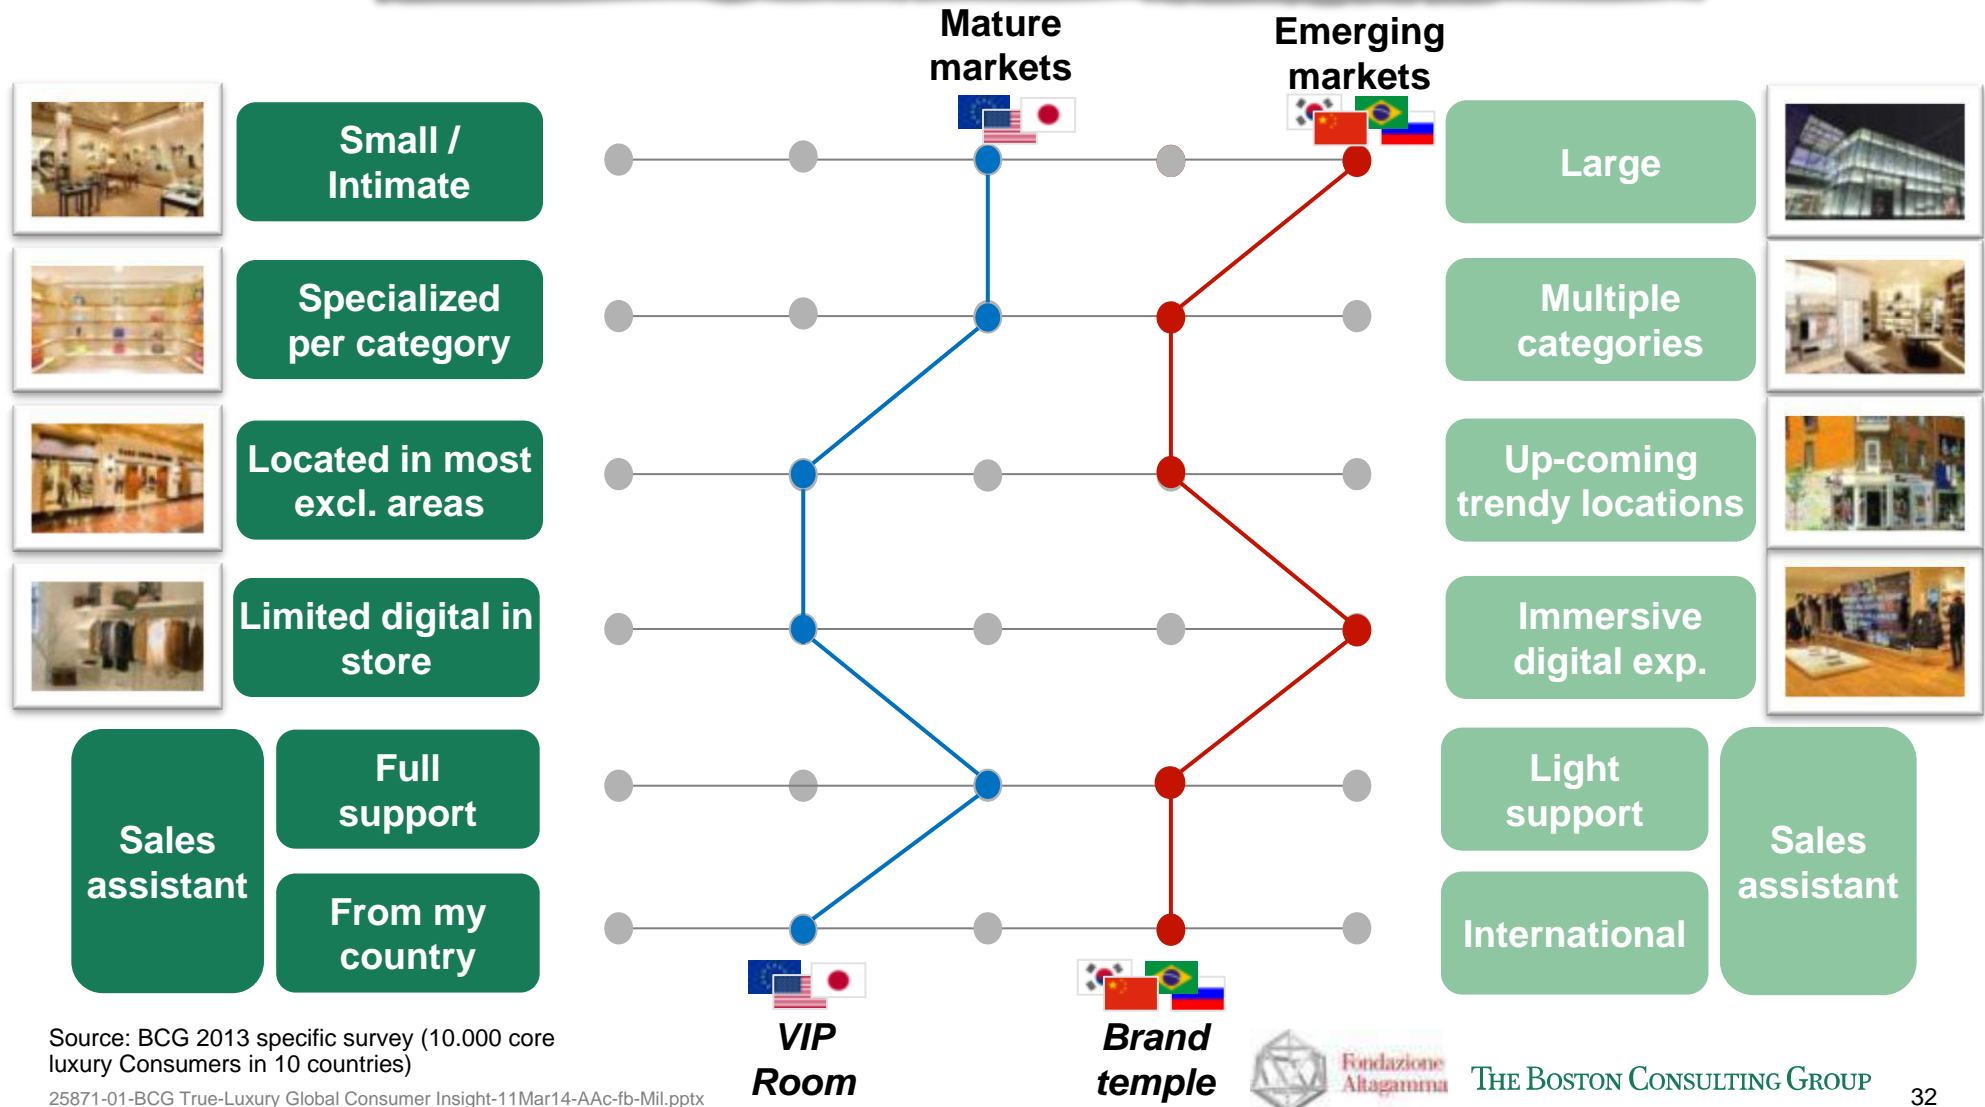 Mature
markets
Emerging
markets
Small /
Intimate
Large
Specialized
per category
Multiple
categories
Located in most
excl. areas
Up-coming
trendy locations
Limited digital in
store
Immersive
digital exp.
Sales
assistant
Full
support
From my
country
Light
support
International
Sales
assistant
VIP
Room
Brand
temple
Source: BCG 2013 specific survey (10.000 core
luxury Consumers in 10 countries)
25871-01-BCG True-Luxury Global Consumer Insight-11Mar14-AAc-fb-Mil.pptx
Fondazione
Altagamma
THE BOSTON CONSULTING GROUP
32